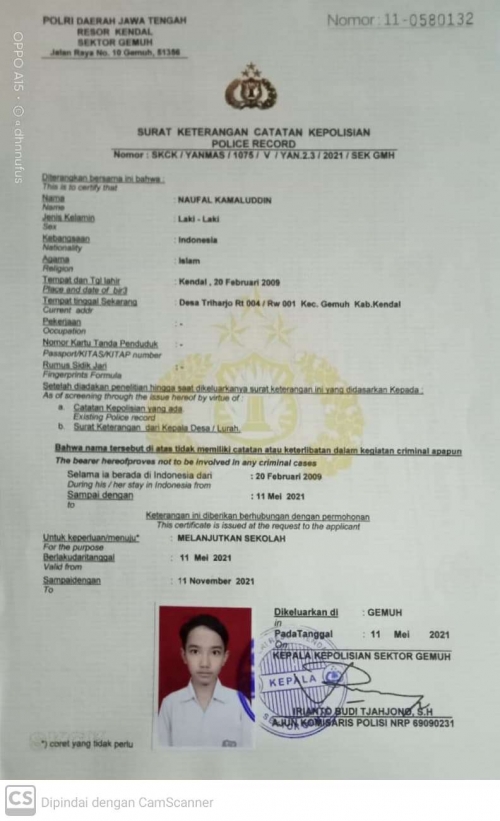 POLRI DAERAH JAWA TENGAH
RESOR KENDAL
SEKTOR GEMUH
Jalan Raya No. 10 Gemuh, 51356
Nomor: 11-0580132
OPPO A15 · © dhnnufus
SURAT KETERANGAN CATATAN KEPOLISIAN
POLICE RECORD
Nomor : SKCK / YANMAS / 1075 / V / YAN.2.3 / 2021 / SEK GMH
Diterangkan bersama ini bahwa :
This is to certify that
Nama : NAUFAL KAMALUDDIN
Name
Jenis Kelamin : Laki - Laki
Sex
Kebangsaan : Indonesia
Nationality
Agama : Islam
Religion
Tempat dan Tgl lahir : Kendal , 20 Februari 2009
Place and date of bir3
Tempat tinggal Sekarang : Desa Triharjo Rt 004 / Rw 001 Kec. Gemuh Kab.Kendal
Current addr
Pekerjaan : -
Occupation
Nomor Kartu Tanda Penduduk : -
Passport/KITAS/KITAP number
Rumus Sidik Jari : -
Fingerprints Formula
Setelah diadakan penelitian hingga saat dikeluarkanya surat keterangan ini yang didasarkan Kepada :
As of screening through the issue hereof by virtue of :
a. Catatan Kepolisian yang ada
Existing Police record
b. Surat Keterangan dari Kepala Desa / Lurah.
Bahwa nama tersebut di atas tidak memiliki catatan atau keterlibatan dalam kegiatan criminal apapun
The bearer hereofproves not to be involved in any criminal cases
Selama ia berada di Indonesia dari : 20 Februari 2009
During his / her stay in Indonesia from
Sampai dengan : 11 Mei 2021
to
Keterangan ini diberikan berhubungan dengan permohonan
This certificate is issued at the request to the applicant
Untuk keperluan/menuju* : MELANJUTKAN SEKOLAH
For the purpose
Berlakudaritanggal : 11 Mei 2021
Valid from
Sampaidengan : 11 November 2021
To
Dikeluarkan di : GEMUH
in
PadaTanggal : 11 Mei 2021
On
KEPALA KEPOLISIAN SEKTOR GEMUH
KEPALA
IRIANTO BUDI TJAHJONO, S.H
AJUN KOMISARIS POLISI NRP 69090231
*) coret yang tidak perlu
CS Dipindai dengan CamScanner